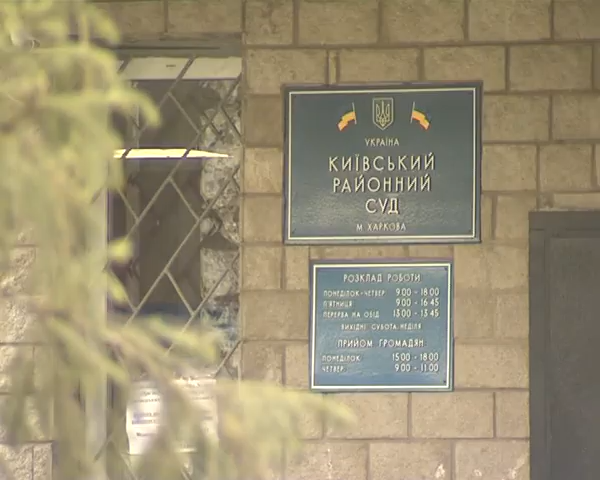 УКРАЇНА
КИЇВСЬКИЙ
РАЙОННИЙ
СУД
М.ХАРКОВА
РОЗКЛАД РОБОТИ
ПОНЕДІЛОК-ЧЕТВЕР 9:00 - 18:00
П'ЯТНИЦЯ 9:00 - 16:45
ПЕРЕРВА НА ОБІД 13:00 - 13:45
ВИХІДНІ СУБОТА-НЕДІЛЯ
ПРИЙОМ ГРОМАДЯН
ПОНЕДІЛОК 15:00 - 18:00
ЧЕТВЕР 9:00 - 11:00